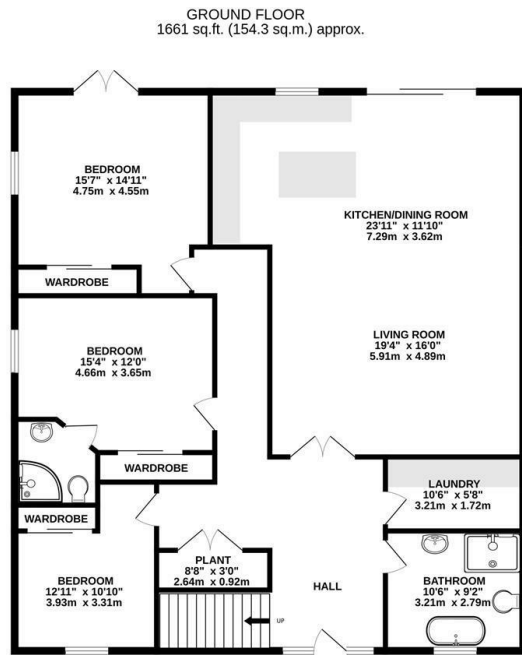 GROUND FLOOR
1661 sq.ft. (154.3 sq.m.) approx.
BEDROOM
15'7" x 14'11"
4.75m x 4.55m
KITCHEN/DINING ROOM
23'11" x 11'10"
7.29m x 3.62m
WARDROBE
BEDROOM
15'4" x 12'0"
4.66m x 3.65m
LIVING ROOM
19'4" x 16'0"
5.91m x 4.89m
WARDROBE
LAUNDRY
10'6" x 5'8"
3.21m x 1.72m
WARDROBE
PLANT
8'8" x 3'0"
2.64m x 0.92m
BEDROOM
12'11" x 10'10"
3.93m x 3.31m
HALL
BATHROOM
10'6" x 9'2"
3.21m x 2.79m
UP